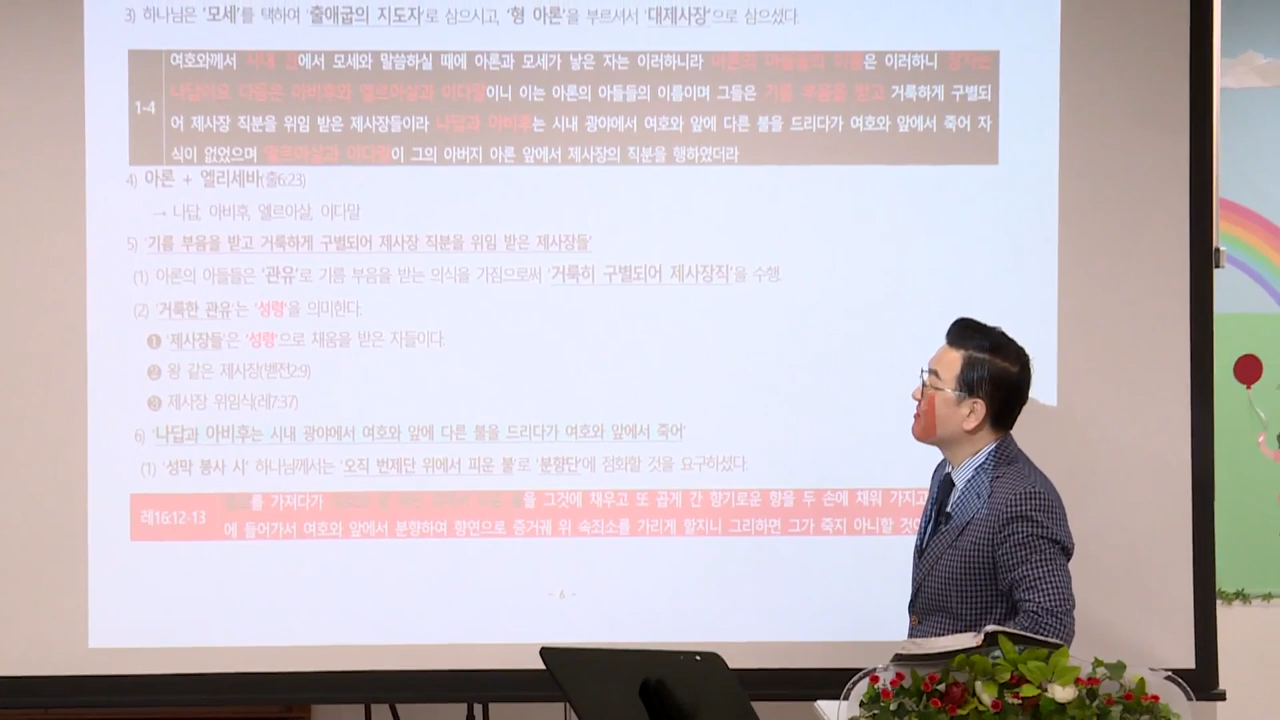 3) 하나님은 '모세'를 택하여 '출애굽의 지도자'로 심으시고, '형 아론'을 부르셔서 '대제사장'으로 심으셨다.
1-4
여호와께서 시내 산에서 모세와 말씀하실 때에 아론과 모세가 낳은 자는 이러하니라 아론의 아들들의 이름은 이러하니 장자는
나답이요 다음은 아비후와 엘르아살과 이다말이니 이는 아론의 아들들의 이름이며 그들은 기름 부음을 받고 거룩하게 구별되
어 제사장 직분을 위임 받은 제사장들이라 나답과 아비후는 시내 광야에서 여호와 앞에 다른 불을 드리다가 여호와 앞에서 죽어 자
식이 없었으며 엘르아살과 이다말이 그의 아버지 아론 앞에서 제사장의 직분을 행하였더라
4) 아론 + 엘리세바(출6:23)
→ 나답, 아비후, 엘르아살, 이다말
5) '기름 부음을 받고 거룩하게 구별되어 제사장 직분을 위임 받은 제사장들'
(1) 아론의 아들들은 '관유'로 기름 부음을 받는 의식을 가짐으로써 '거룩히 구별되어 제사장직'을 수행
(2) '거룩한 관유'는 '성령'을 의미한다.
❶ '제사장들'은 '성령'으로 채움을 받은 자들이다.
❷ 왕 같은 제사장(벧전2:9)
❸ 제사장 위임식(레7:37)
6) '나답과 아비후는 시내 광야에서 여호와 앞에 다른 불을 드리다가 여호와 앞에서 죽어'
(1) '성막 봉사 시' 하나님께서는 '오직 번제단 위에서 피운 불'로 '분향단'에 점화할 것을 요구하셨다.
레16:12-13
를 가져다가 을 그것에 채우고 또 곱게 간 향기로운 향을 두 손에 채워 가지고
에 들어가서 여호와 앞에서 분향하여 향연으로 증거궤 위 속죄소를 가리게 할지니 그리하면 그가 죽지 아니할 것
- 6 -